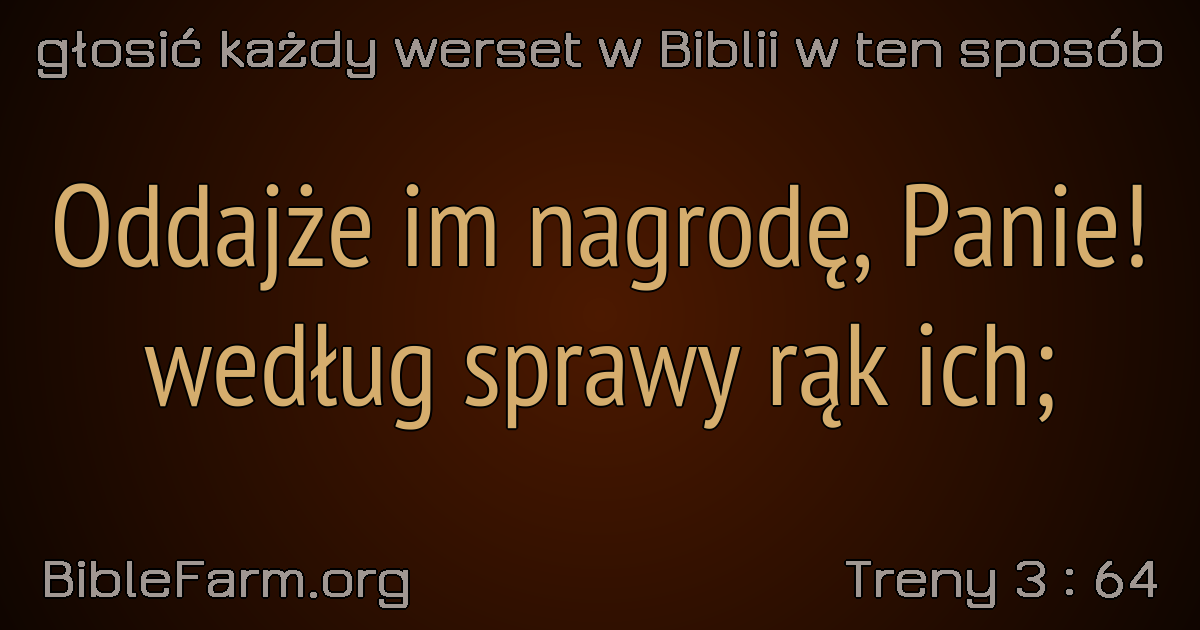 głosić każdy werset w Biblii w ten sposób
Oddajże im nagrodę, Panie!
według sprawy rąk ich;
BibleFarm.org
Treny 3 : 64